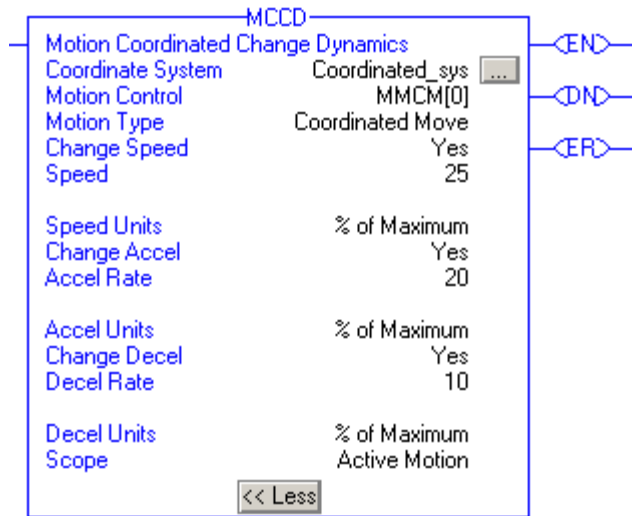 MCCD
Motion Coordinated Change Dynamics EN
Coordinate System Coordinated_sys ...
Motion Control MMCM[0] DN
Motion Type Coordinated Move
Change Speed Yes ER
Speed 25
Speed Units % of Maximum
Change Accel Yes
Accel Rate 20
Accel Units % of Maximum
Change Decel Yes
Decel Rate 10
Decel Units % of Maximum
Scope Active Motion
<< Less